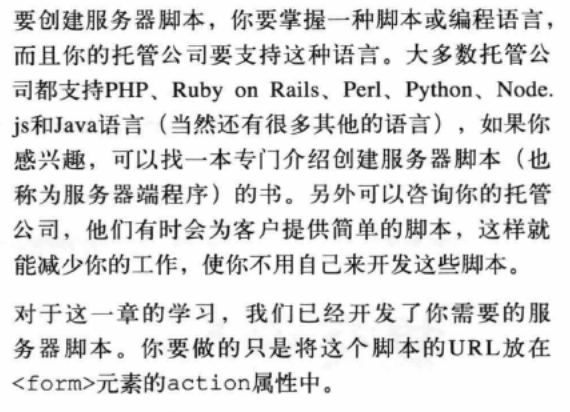 要创建服务器脚本，你要掌握一种脚本或编程语言，
而且你的托管公司要支持这种语言。大多数托管公
司都支持PHP、Ruby on Rails、Perl、Python、Node.
js和Java语言（当然还有很多其他的语言），如果你
感兴趣，可以找一本专门介绍创建服务器脚本（也
称为服务器端程序）的书。另外可以咨询你的托管
公司，他们有时会为客户提供简单的脚本，这样就
能减少你的工作，使你不用自己来开发这些脚本。
对于这一章的学习，我们已经开发了你需要的服
务器脚本。你要做的只是将这个脚本的URL放在
<form>元素的action属性中。